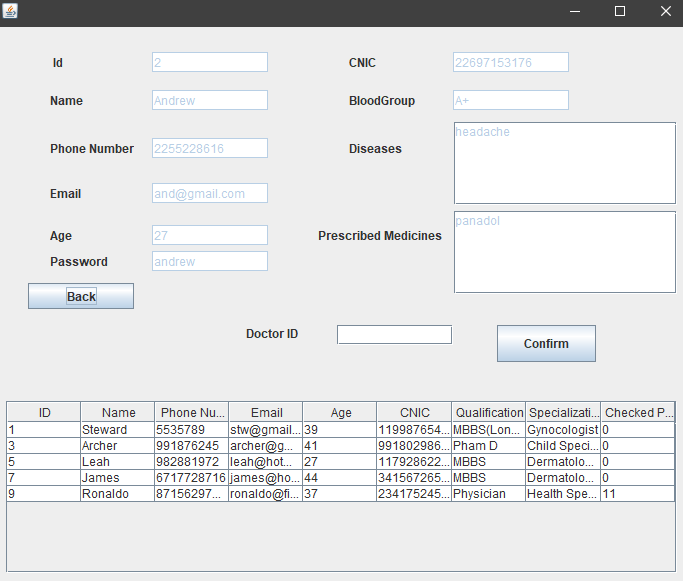 Id 2 CNIC 22697153176
Name Andrew BloodGroup A+
Phone Number 2255228616 Diseases headache
Email and@gmail.com
Age 27 Prescribed Medicines panadol
Password andrew
Back
Doctor ID Confirm
ID Name Phone Nu... Email Age CNIC Qualification Specializati... Checked P...
1 Steward 5535789 stw@gmail... 39 119987654... MBBS(Lon... Gynocologist 0
3 Archer 991876245 archer@g... 41 991802986... Pham D Child Speci... 0
5 Leah 982881972 leah@hot... 27 117928622... MBBS Dermatolo... 0
7 James 6717728716 james@ho... 44 341567265... MBBS Dermatolo... 0
9 Ronaldo 87156297... ronaldo@fi... 37 234175245... Physician Health Spe... 11